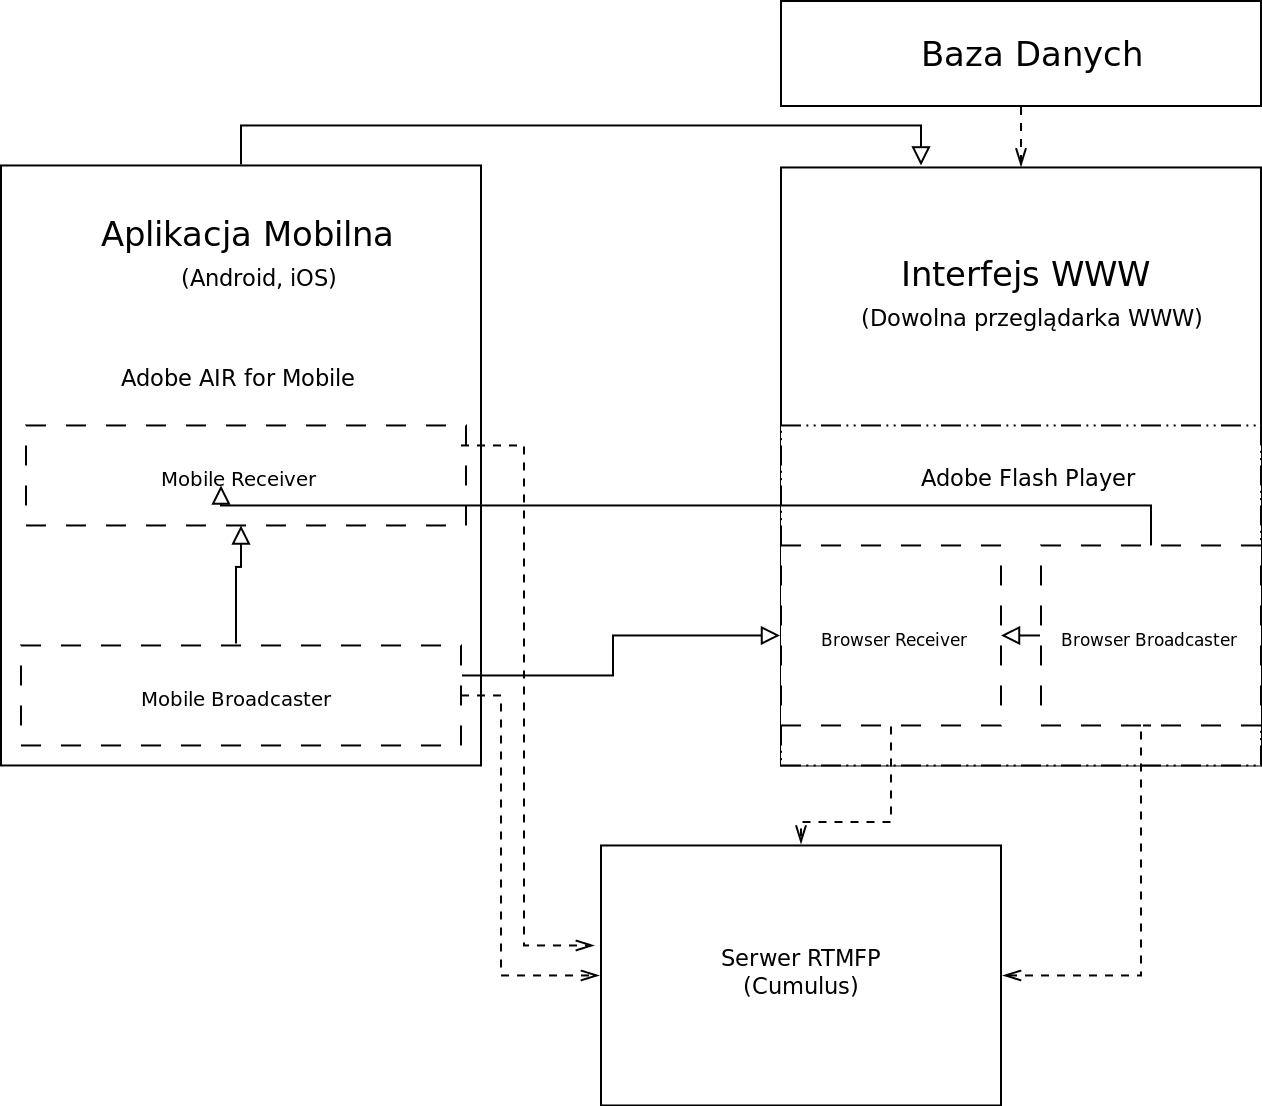 Baza Danych
Aplikacja Mobilna
(Android, iOS)
Adobe AIR for Mobile
Mobile Receiver
Mobile Broadcaster
Interfejs WWW
(Dowolna przeglądarka WWW)
Adobe Flash Player
Browser Receiver
Browser Broadcaster
Serwer RTMFP
(Cumulus)